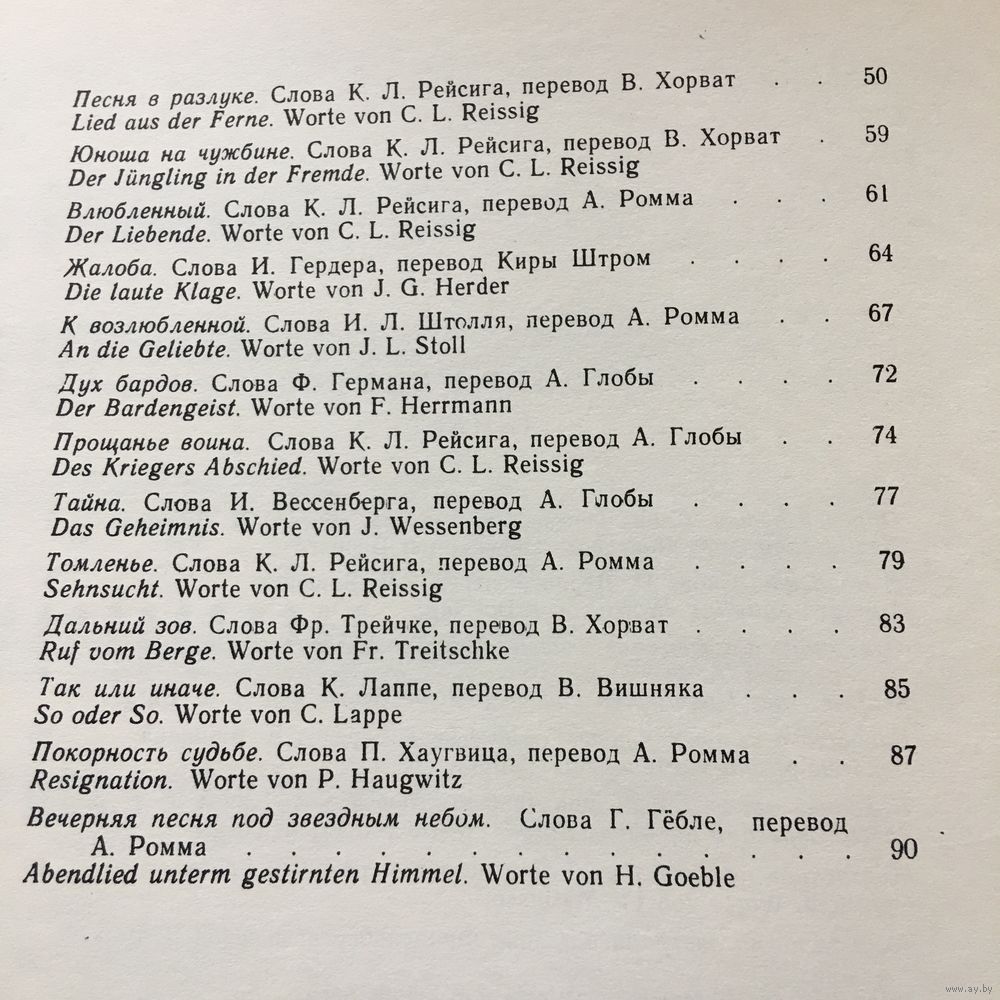 Песня в разлуке. Слова К. Л. Рейсига, перевод В. Хорват . . 50
Lied aus der Ferne. Worte von C. L. Reissig
Юноша на чужбине. Слова К. Л. Рейсига, перевод В. Хорват . 59
Der Jüngling in der Fremde. Worte von C. L. Reissig
Влюбленный. Слова К. Л. Рейсига, перевод А. Ромма . . . 61
Der Liebende. Worte von C. L. Reissig
Жалоба. Слова И. Гердера, перевод Киры Штром . . . . 64
Die laute Klage. Worte von J. G. Herder
К возлюбленной. Слова И. Л. Штолля, перевод А. Ромма . . 67
An die Geliebte. Worte von J. L. Stoll
Дух бардов. Слова Ф. Германа, перевод А. Глобы . . . . 72
Der Bardengeist. Worte von F. Herrmann
Прощанье воина. Слова К. Л. Рейсига, перевод А. Глобы . . 74
Des Kriegers Abschied. Worte von C. L. Reissig
Тайна. Слова И. Вессенберга, перевод А. Глобы . . . . 77
Das Geheimnis. Worte von J. Wessenberg
Томленье. Слова К. Л. Рейсига, перевод А. Ромма . . . . 79
Sehnsucht. Worte von C. L. Reissig
Дальний зов. Слова Фр. Трейчке, перевод В. Хорват . . . . 83
Ruf vom Berge. Worte von Fr. Treitschke
Так или иначе. Слова К. Лаппе, перевод В. Вишняка . . . 85
So oder So. Worte von C. Lappe
Покорность судьбе. Слова П. Хаугвица, перевод А. Ромма . . 87
Resignation. Worte von P. Haugwitz
Вечерняя песня под звездным небом. Слова Г. Гёбле, перевод
А. Ромма . . . . . . . . . . . . . . 90
Abendlied unterm gestirnten Himmel. Worte von H. Goeble
www.ay.by